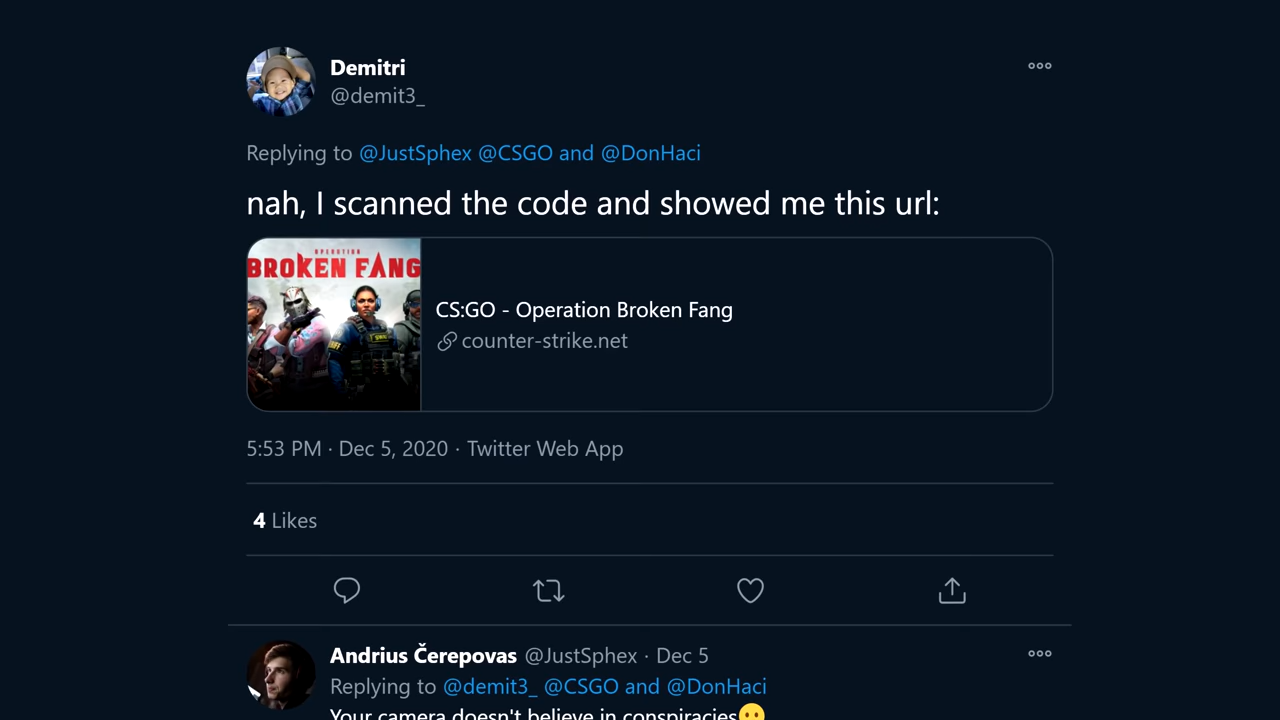 Demitri
@demit3_
Replying to @JustSphex @CSGO and @DonHaci
nah, I scanned the code and showed me this url:
OPERATION
BROKEN FANG
CS:GO - Operation Broken Fang
counter-strike.net
5:53 PM · Dec 5, 2020 · Twitter Web App
4 Likes
Andrius Čerepovas @JustSphex · Dec 5
Replying to @demit3_ @CSGO and @DonHaci
Your camera doesn't believe in conspiracies😶